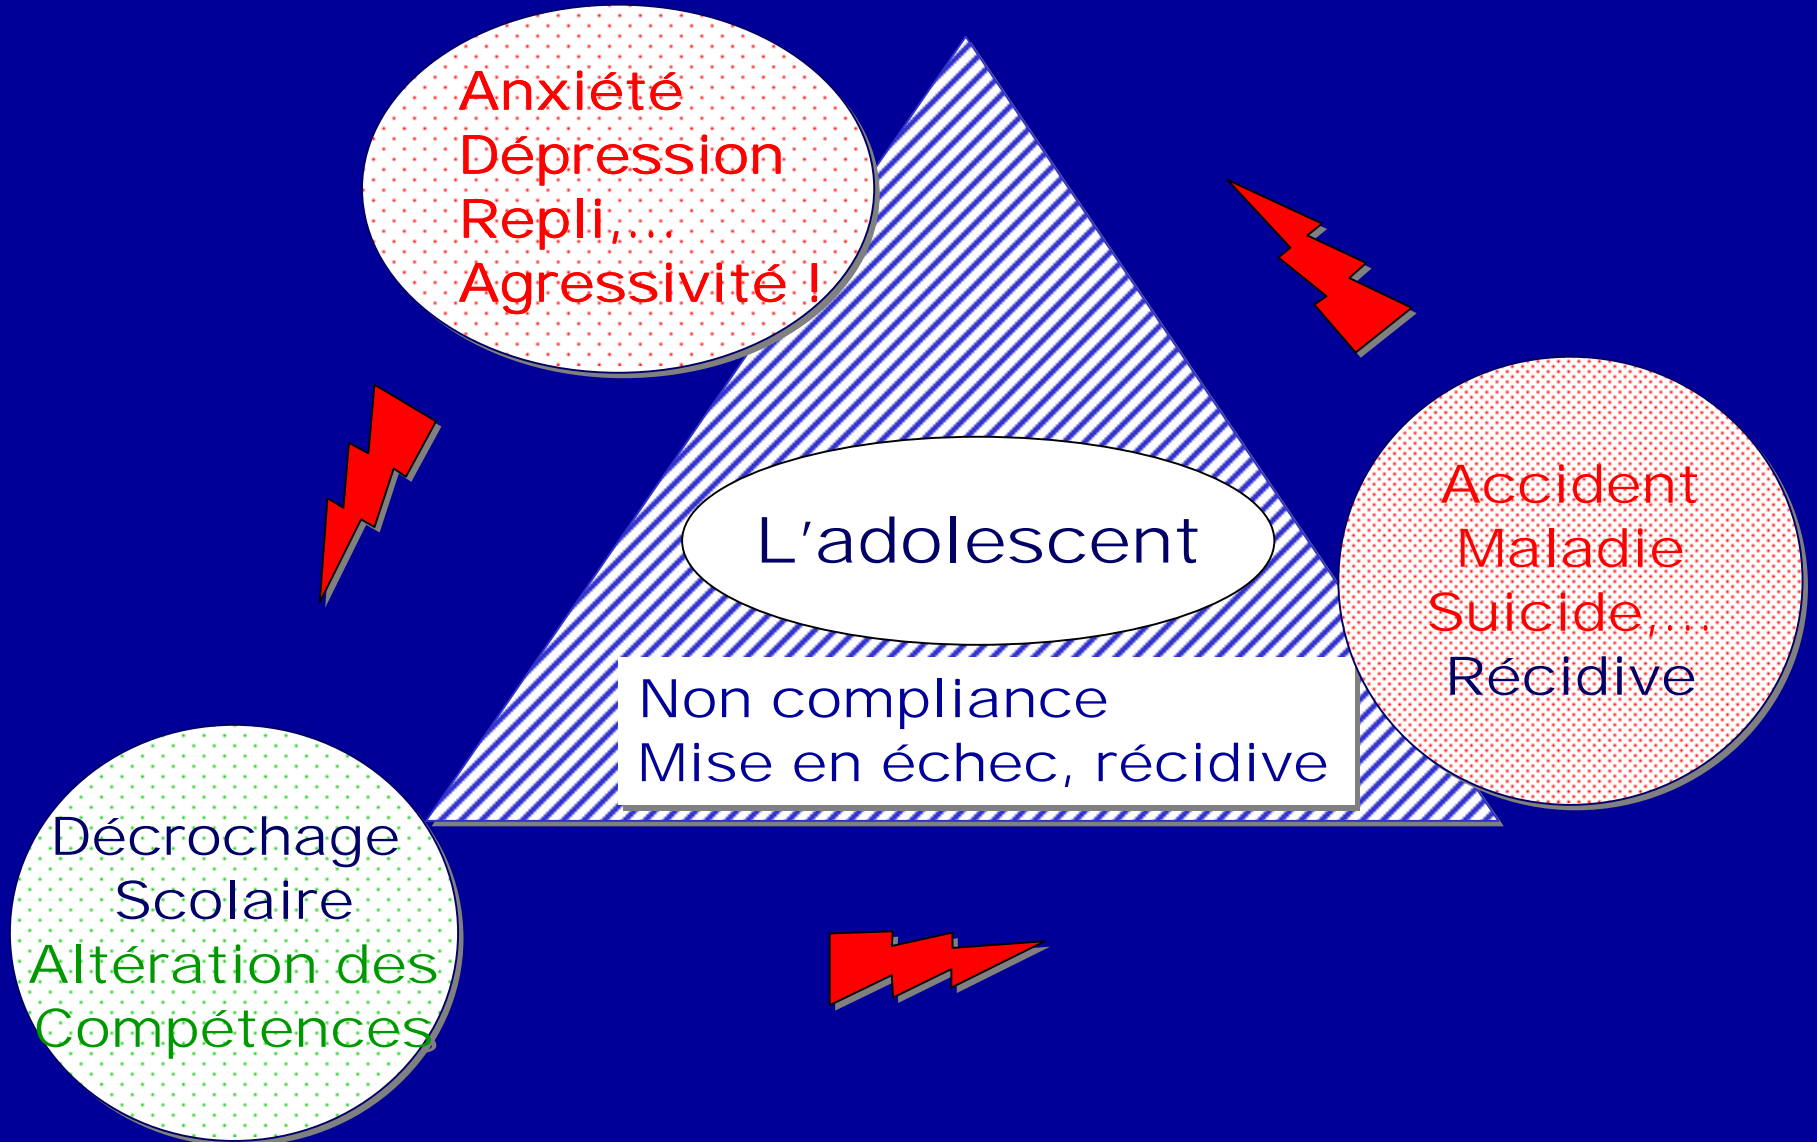 Anxiété
Dépression
Repli,...
Agressivité !
L'adolescent
Accident
Maladie
Suicide,...
Récidive
Non compliance
Mise en échec, récidive
Décrochage
Scolaire
Altération des
Compétences